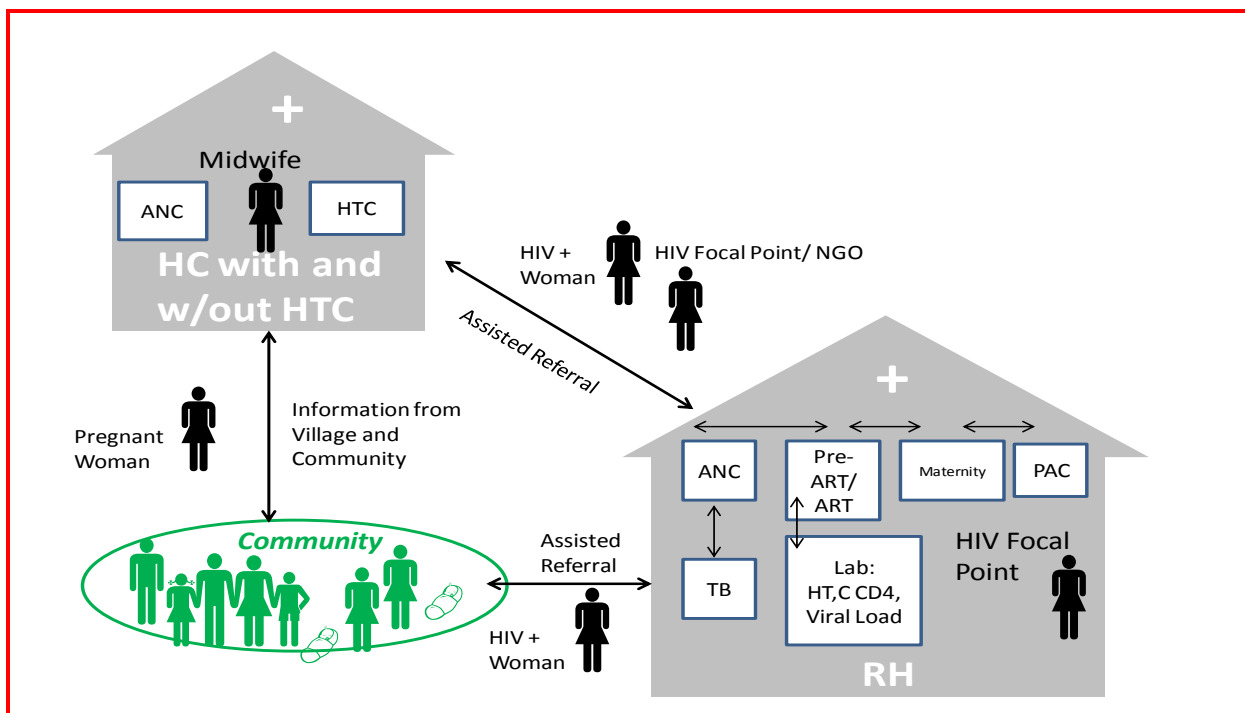 +
Midwife
ANC
HTC
HC with and
w/out HTC
HIV +
Woman
HIV Focal Point/ NGO
Assisted Referral
Pregnant
Woman
Information from
Village and
Community
Community
Assisted
Referral
HIV +
Woman
+
ANC
Pre-
ART/
ART
Maternity
PAC
TB
Lab:
HT,C CD4,
Viral Load
HIV Focal
Point
RH